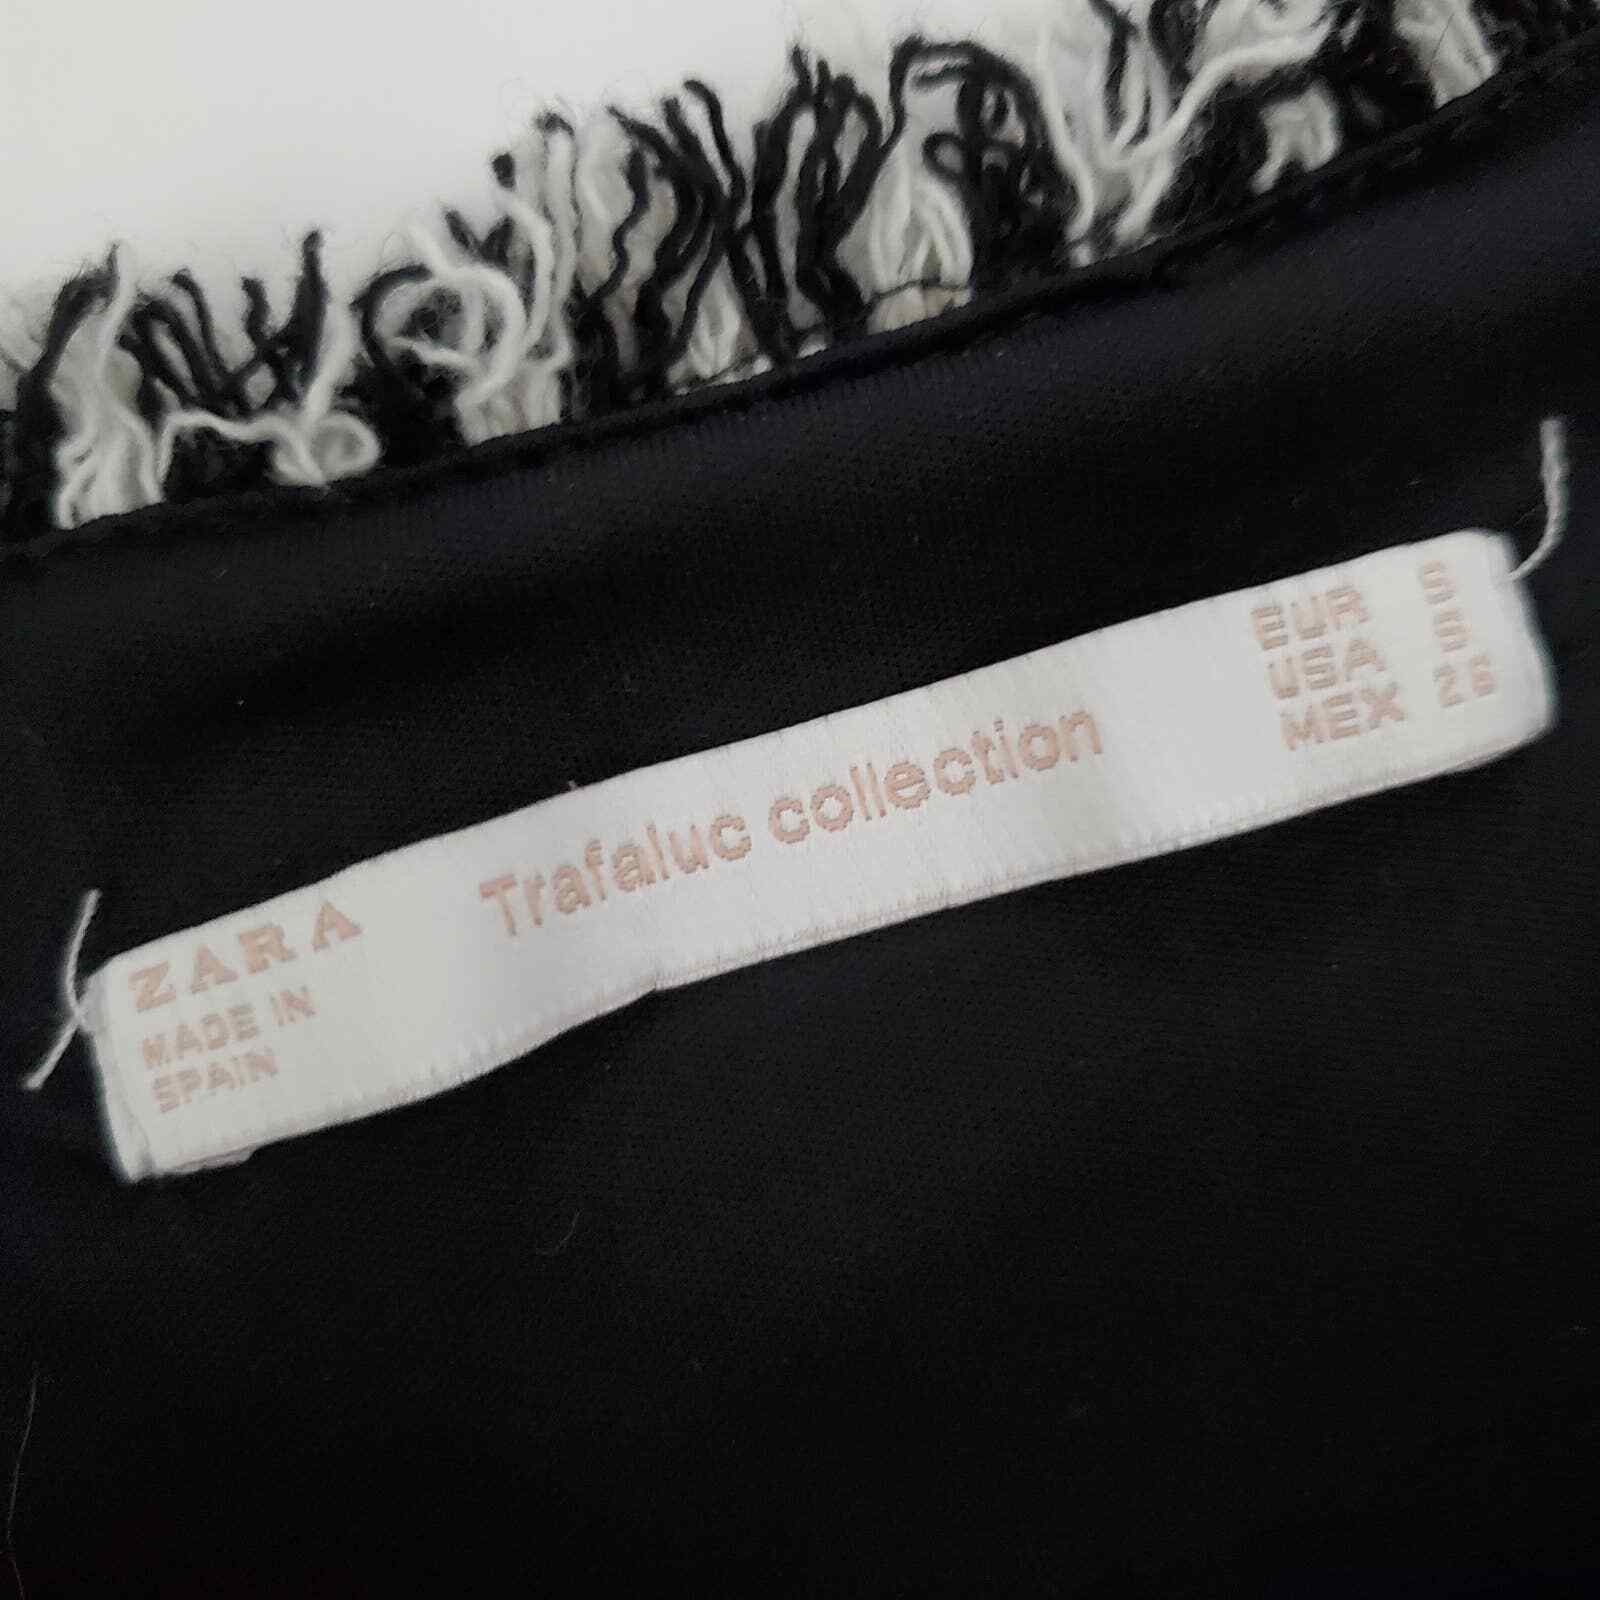 ZARA
MADE IN
SPAIN
Trafaluc collection
EUR S
USA S
MEX 26